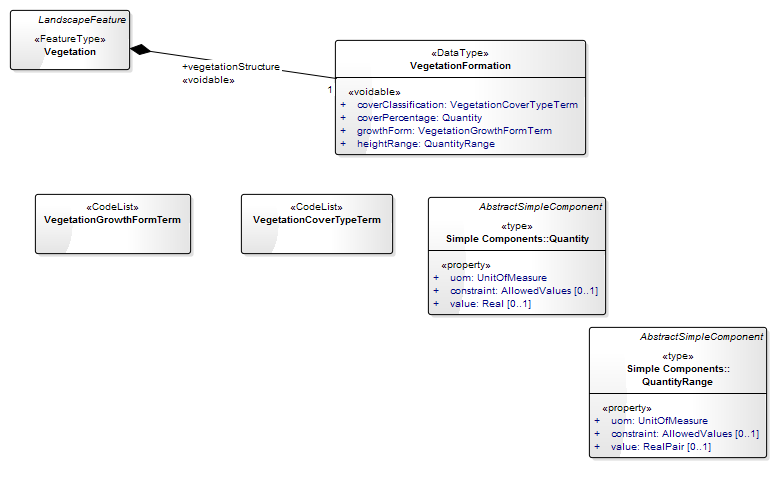 LandscapeFeature
«FeatureType»
Vegetation
+vegetationStructure
«voidable»
1
«DataType»
VegetationFormation
«voidable»
+ coverClassification: VegetationCoverTypeTerm
+ coverPercentage: Quantity
+ growthForm: VegetationGrowthFormTerm
+ heightRange: QuantityRange
«CodeList»
VegetationGrowthFormTerm
«CodeList»
VegetationCoverTypeTerm
AbstractSimpleComponent
«type»
Simple Components::Quantity
«property»
+ uom: UnitOfMeasure
+ constraint: AllowedValues [0..1]
+ value: Real [0..1]
AbstractSimpleComponent
«type»
Simple Components::
QuantityRange
«property»
+ uom: UnitOfMeasure
+ constraint: AllowedValues [0..1]
+ value: RealPair [0..1]